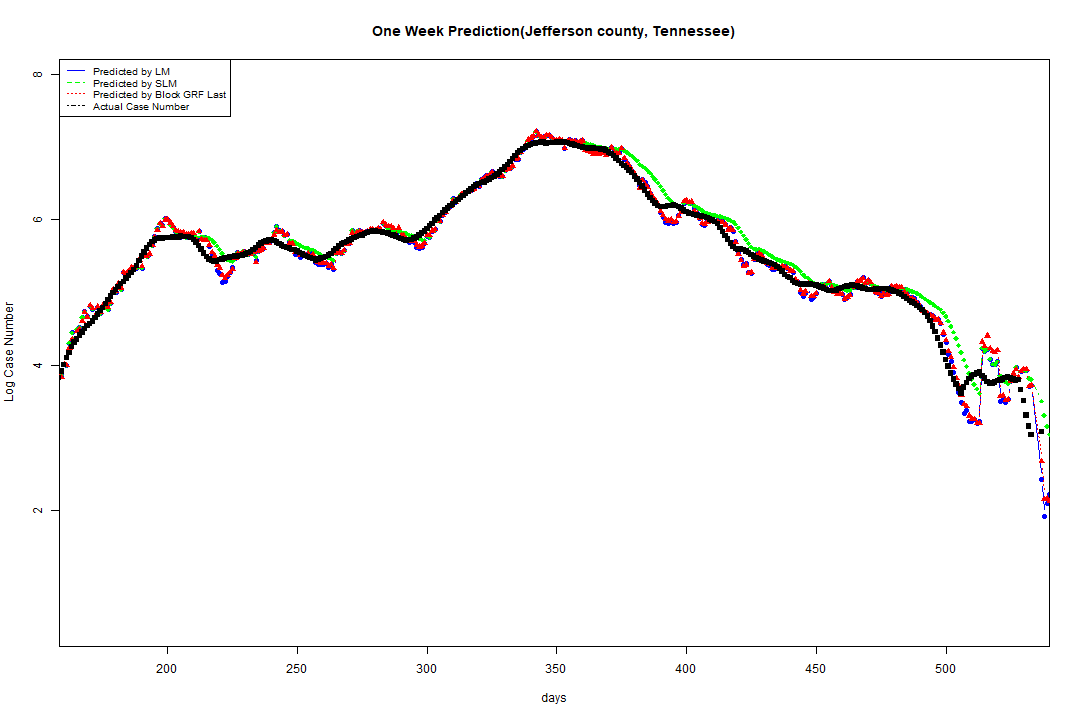 One Week Prediction(Jefferson county, Tennessee)
Predicted by LM
Predicted by SLM
Predicted by Block GRF Last
Actual Case Number
8
6
4
2
Log Case Number
200 250 300 350 400 450 500
days